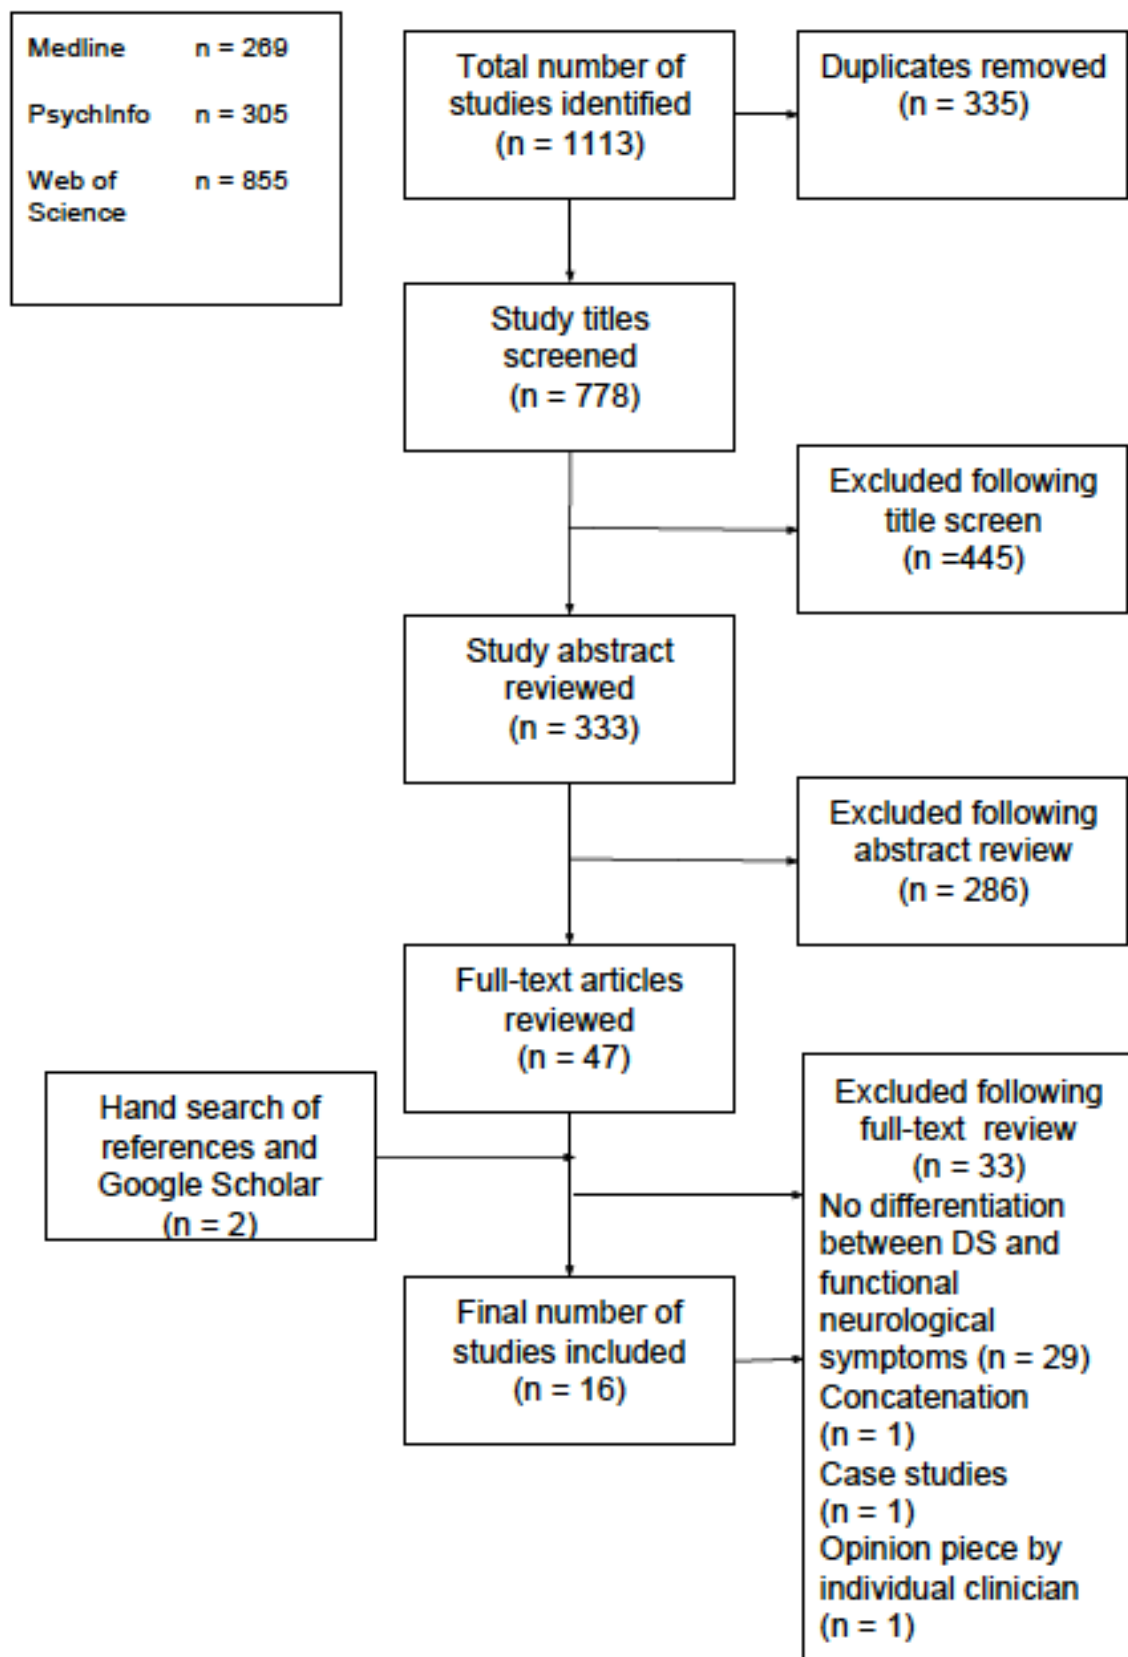 Medline n = 269
PsychInfo n = 305
Web of n = 855
Science
Total number of
studies identified
(n = 1113)
Duplicates removed
(n = 335)
Study titles
screened
(n = 778)
Excluded following
title screen
(n =445)
Study abstract
reviewed
(n = 333)
Excluded following
abstract review
(n = 286)
Full-text articles
reviewed
(n = 47)
Hand search of
references and
Google Scholar
(n = 2)
Excluded following
full-text review
(n = 33)
No differentiation
between DS and
functional
neurological
symptoms (n = 29)
Concatenation
(n = 1)
Case studies
(n = 1)
Opinion piece by
individual clinician
(n = 1)
Final number of
studies included
(n = 16)